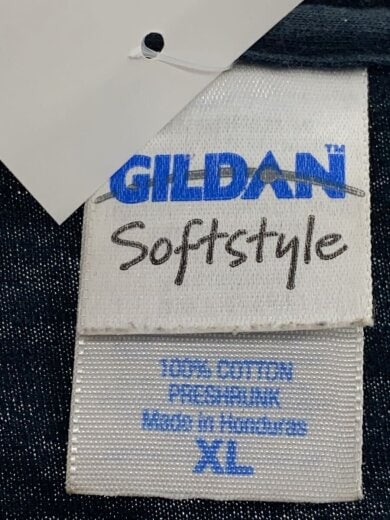 GILDAN™
Softstyle
100% COTTON
PRESHRUNK
Made in Honduras
XL